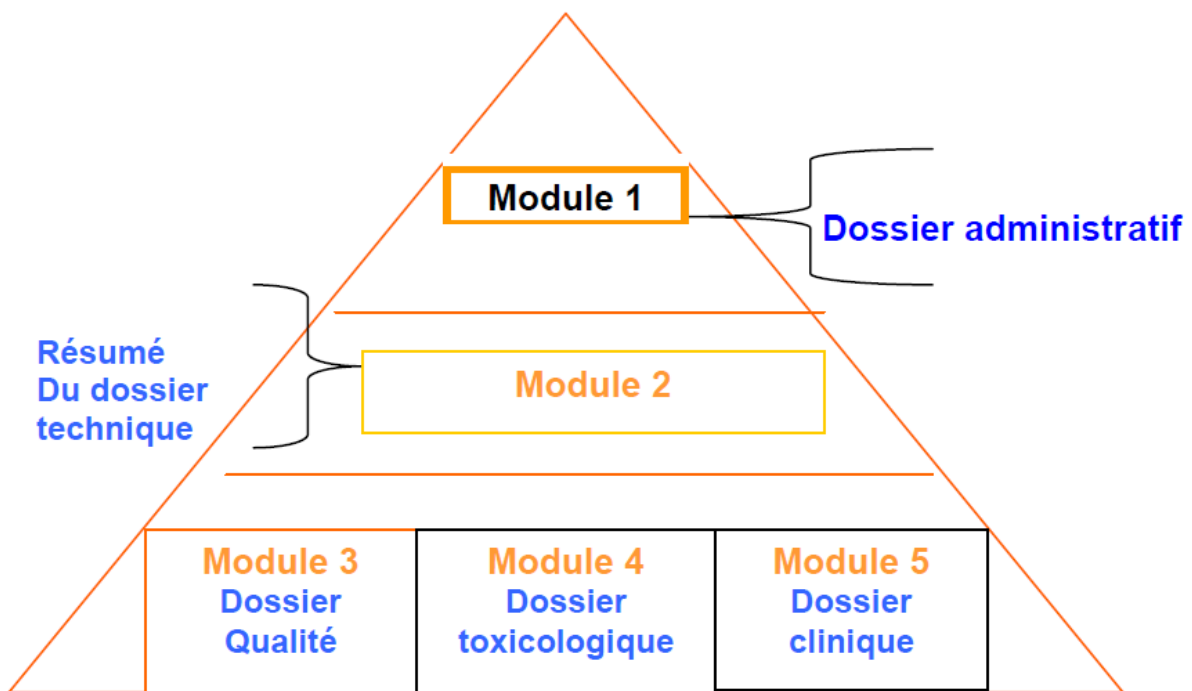 Module 1
Dossier administratif
Résumé
Du dossier
technique
Module 2
Module 3
Dossier
Qualité
Module 4
Dossier
toxicologique
Module 5
Dossier
clinique